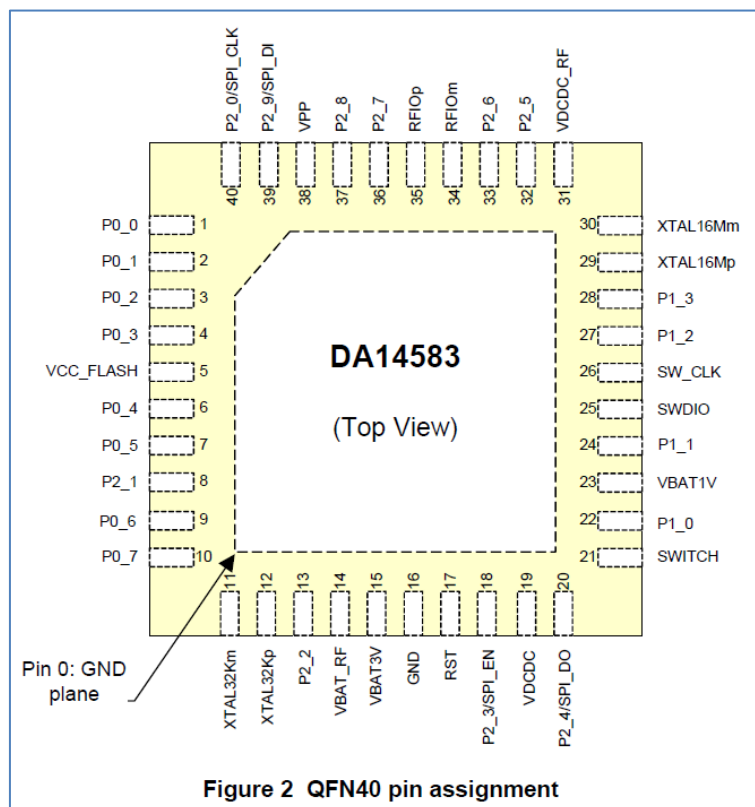 P2_0/SPI_CLK
P2_9/SPI_DI
VPP
P2_8
P2_7
RFIOp
RFIOm
P2_6
P2_5
VDCDC_RF
40
39
38
37
36
35
34
33
32
31
P0_0 1
P0_1 2
P0_2 3
P0_3 4
VCC_FLASH 5
P0_4 6
P0_5 7
P2_1 8
P0_6 9
P0_7 10
DA14583
(Top View)
30 XTAL16Mm
29 XTAL16Mp
28 P1_3
27 P1_2
26 SW_CLK
25 SWDIO
24 P1_1
23 VBAT1V
22 P1_0
21 SWITCH
11
12
13
14
15
16
17
18
19
20
XTAL32Km
XTAL32Kp
P2_2
VBAT_RF
VBAT3V
GND
RST
P2_3/SPI_EN
VDCDC
P2_4/SPI_DO
Pin 0: GND
plane
Figure 2 QFN40 pin assignment